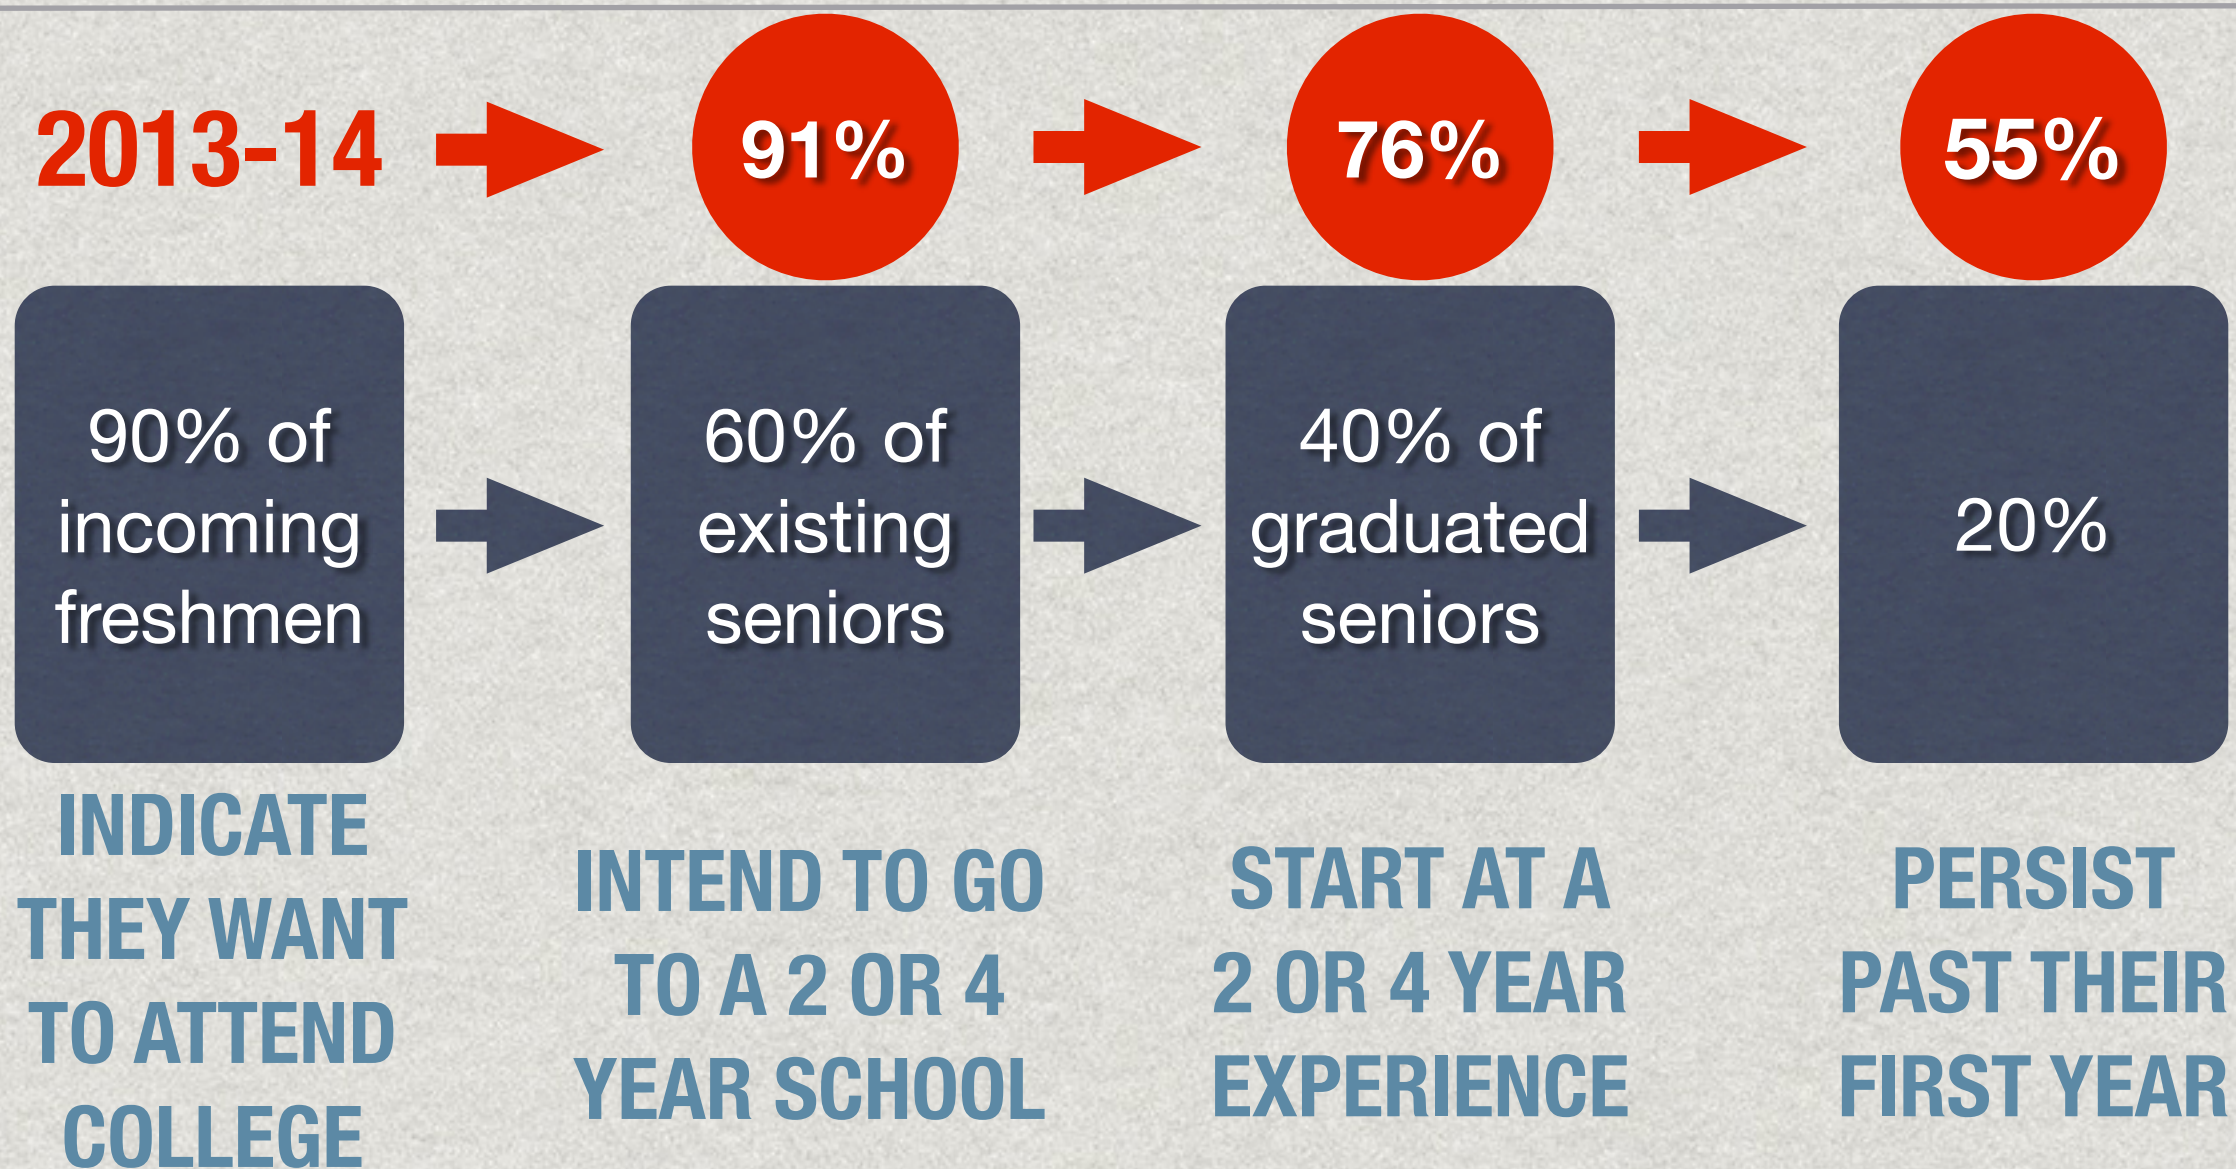 2013-14
91%
76%
55%
90% of
incoming
freshmen
60% of
existing
seniors
40% of
graduated
seniors
20%
INDICATE
THEY WANT
TO ATTEND
COLLEGE
INTEND TO GO
TO A 2 OR 4
YEAR SCHOOL
START AT A
2 OR 4 YEAR
EXPERIENCE
PERSIST
PAST THEIR
FIRST YEAR